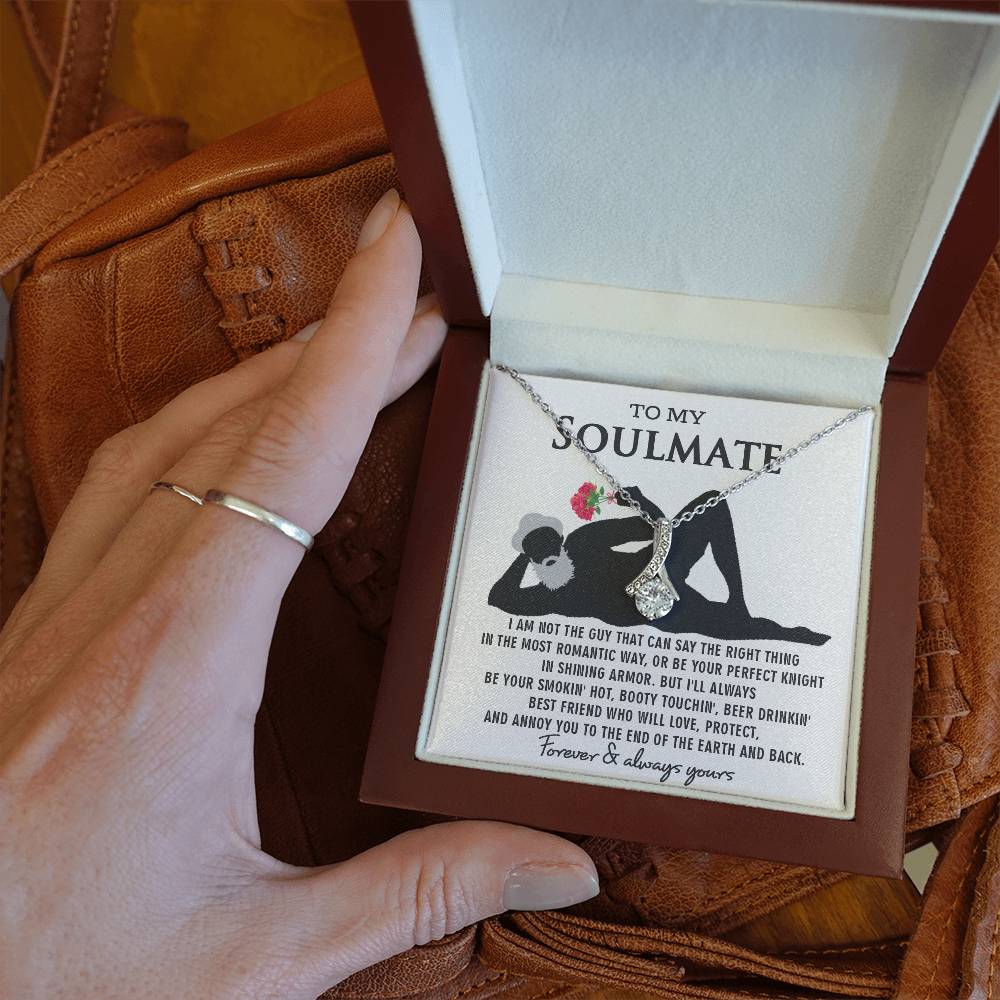 TO MY
SOULMATE
I AM NOT THE GUY THAT CAN SAY THE RIGHT THING
IN THE MOST ROMANTIC WAY, OR BE YOUR PERFECT KNIGHT
IN SHINING ARMOR. BUT I'LL ALWAYS
BE YOUR SMOKIN' HOT, BOOTY TOUCHIN', BEER DRINKIN'
BEST FRIEND WHO WILL LOVE, PROTECT,
AND ANNOY YOU TO THE END OF THE EARTH AND BACK.
Forever & always yours